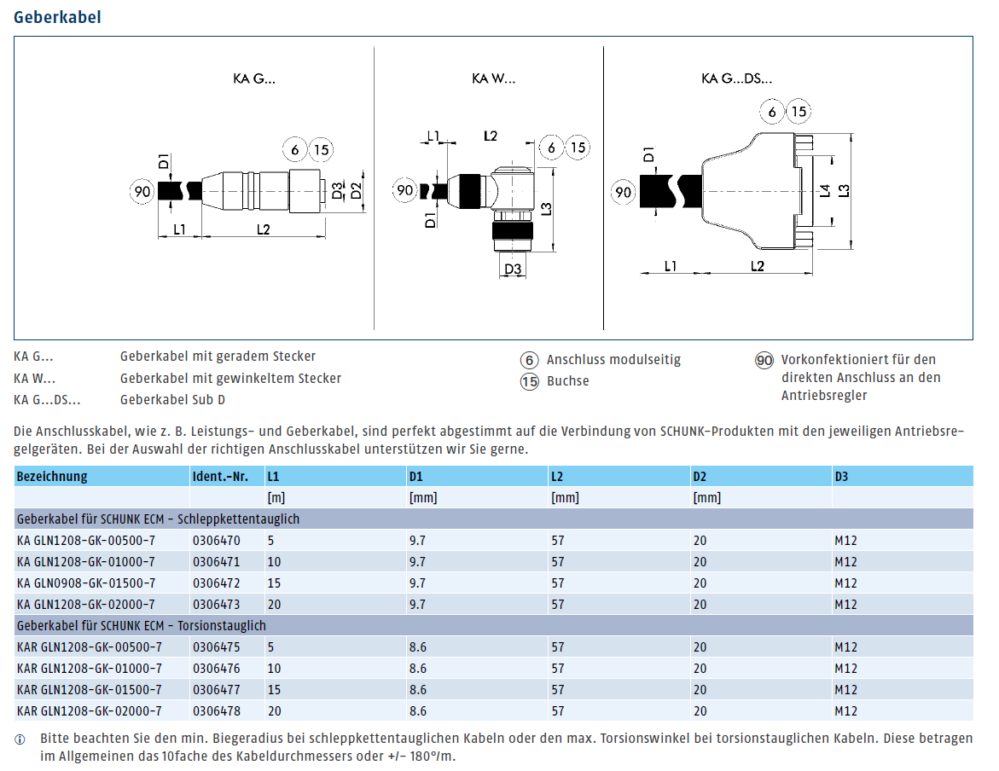 Geberkabel
KA G...
KA W...
KA G...DS...
6 15
90
D1
L1
L2
D3
D2
L1
L2
6 15
90
D1
L3
D3
6 15
D1
90
L4
L3
L1
L2
KA G... Geberkabel mit geradem Stecker
KA W... Geberkabel mit gewinkeltem Stecker
KA G...DS... Geberkabel Sub D
6 Anschluss modulseitig
15 Buchse
90 Vorkonfektioniert für den
direkten Anschluss an den
Antriebsregler
Die Anschlusskabel, wie z. B. Leistungs- und Geberkabel, sind perfekt abgestimmt auf die Verbindung von SCHUNK-Produkten mit den jeweiligen Antriebsre-
gelgeräten. Bei der Auswahl der richtigen Anschlusskabel unterstützen wir Sie gerne.
Bezeichnung Ident.-Nr. L1 D1 L2 D2 D3
[m] [mm] [mm] [mm]
Geberkabel für SCHUNK ECM - Schleppkettentauglich
KA GLN1208-GK-00500-7 0306470 5 9.7 57 20 M12
KA GLN1208-GK-01000-7 0306471 10 9.7 57 20 M12
KA GLN0908-GK-01500-7 0306472 15 9.7 57 20 M12
KA GLN1208-GK-02000-7 0306473 20 9.7 57 20 M12
Geberkabel für SCHUNK ECM - Torsionstauglich
KAR GLN1208-GK-00500-7 0306475 5 8.6 57 20 M12
KAR GLN1208-GK-01000-7 0306476 10 8.6 57 20 M12
KAR GLN1208-GK-01500-7 0306477 15 8.6 57 20 M12
KAR GLN1208-GK-02000-7 0306478 20 8.6 57 20 M12
ⓘ Bitte beachten Sie den min. Biegeradius bei schleppkettentauglichen Kabeln oder den max. Torsionswinkel bei torsionstauglichen Kabeln. Diese betragen
im Allgemeinen das 10fache des Kabeldurchmessers oder +/- 180°/m.